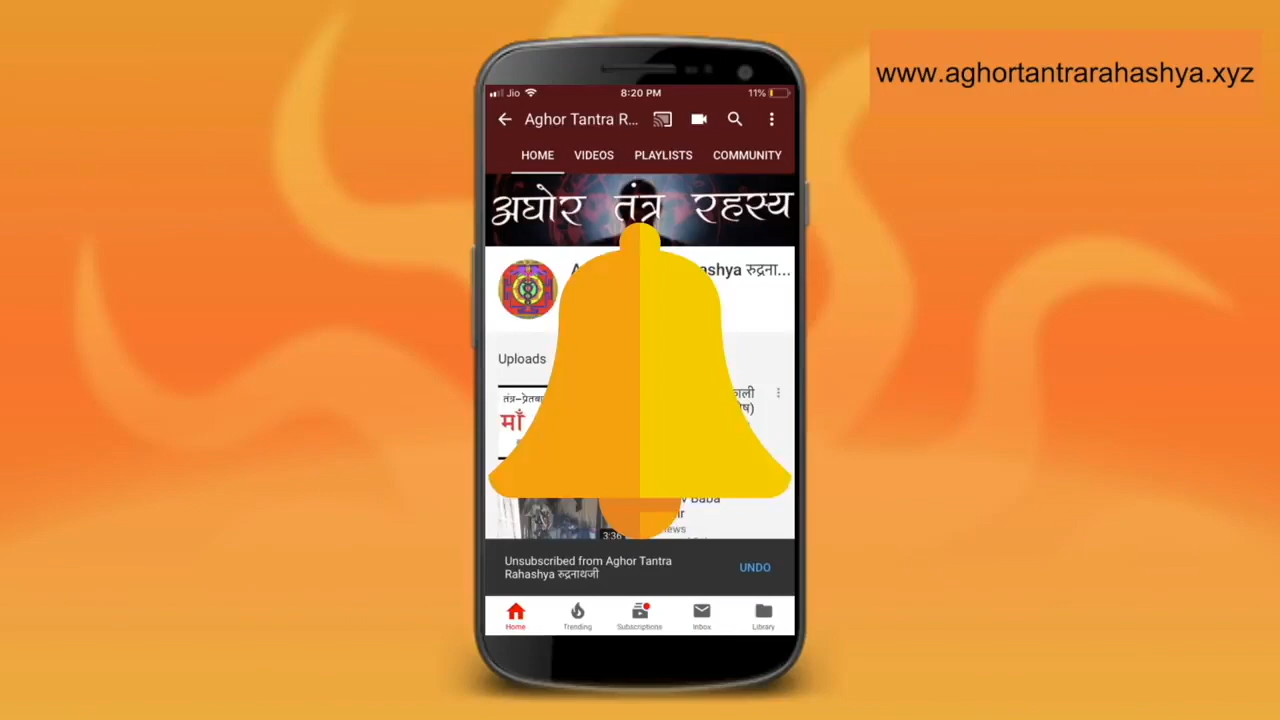 www.aghortantrarahashya.xyz
Jio 8:20 PM 11%
Aghor Tantra R...
HOME VIDEOS PLAYLISTS COMMUNITY
अघोर तंत्र रहस्य
रुद्रना...
Uploads
माँ
Baba
3:36
Unsubscribed from Aghor Tantra
Rahashya रुद्रनाथजी
UNDO
Home Trending Subscriptions Inbox Library